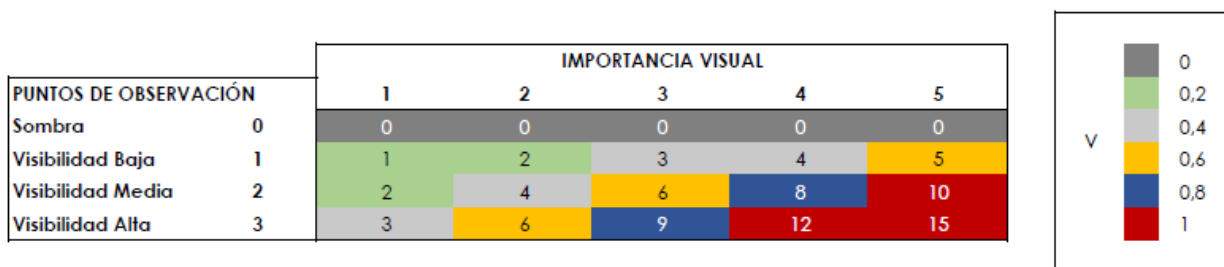 IMPORTANCIA VISUAL
PUNTOS DE OBSERVACIÓN 1 2 3 4 5
Sombra 0 0 0 0 0 0
Visibilidad Baja 1 1 2 3 4 5
Visibilidad Media 2 2 4 6 8 10
Visibilidad Alta 3 3 6 9 12 15
V
0
0,2
0,4
0,6
0,8
1